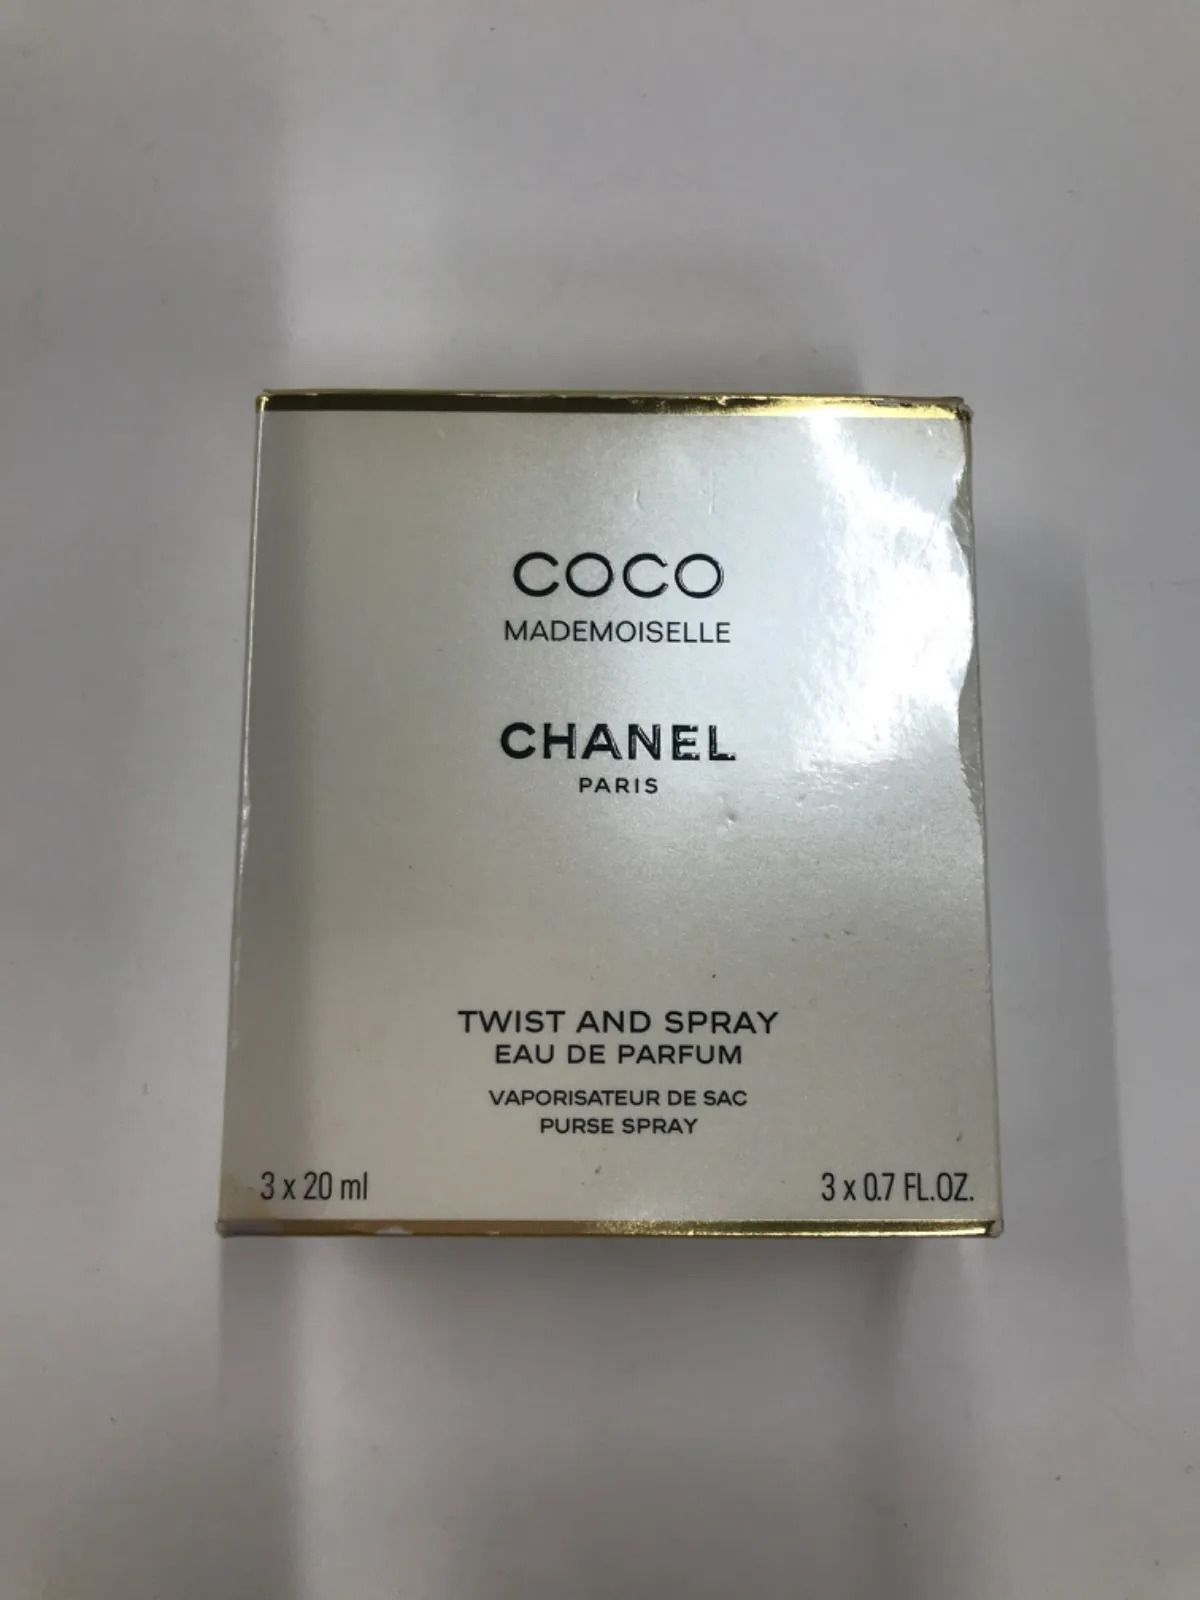 COCO
MADEMOISELLE
CHANEL
PARIS
TWIST AND SPRAY
EAU DE PARFUM
VAPORISATEUR DE SAC
PURSE SPRAY
3 x 20 ml 3 x 0.7 FL.OZ.